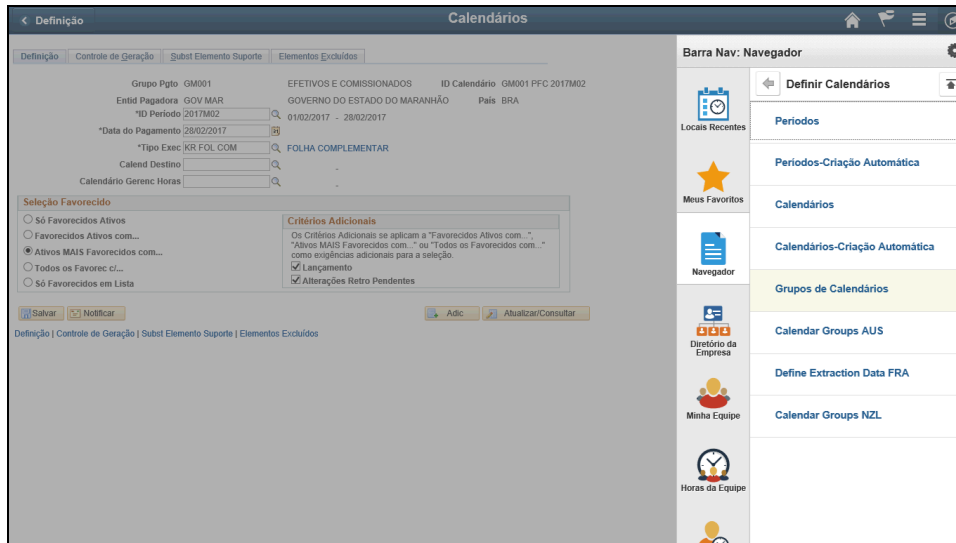 Definição
Calendários
Definição
Controle de Geração
Subst Elemento Suporte
Elementos Excluídos
Grupo Pgto GM001 EFETIVOS E COMISSIONADOS ID Calendário GM001 PFC 2017M02
Entid Pagadora GOV MAR GOVERNO DO ESTADO DO MARANHÃO País BRA
*ID Período 2017M02 01/02/2017 - 28/02/2017
*Data do Pagamento 28/02/2017
*Tipo Exec KR FOL COM FOLHA COMPLEMENTAR
Calend Destino -
Calendário Gerenc Horas -
Seleção Favorecido
Só Favorecidos Ativos
Favorecidos Ativos com...
Ativos MAIS Favorecidos com...
Todos os Favorec c/...
Só Favorecidos em Lista
Critérios Adicionais
Os Critérios Adicionais se aplicam a "Favorecidos Ativos com...",
"Ativos MAIS Favorecidos com..." ou "Todos os Favorecidos com..."
como exigências adicionais para a seleção.
Lançamento
Alterações Retro Pendentes
Salvar
Notificar
Adic
Atualizar/Consultar
Definição | Controle de Geração | Subst Elemento Suporte | Elementos Excluídos
Barra Nav: Navegador
Locais Recentes
Meus Favoritos
Navegador
Diretório da
Empresa
Minha Equipe
Horas da Equipe
Definir Calendários
Periodos
Periodos-Criação Automática
Calendários
Calendários-Criação Automática
Grupos de Calendários
Calendar Groups AUS
Define Extraction Data FRA
Calendar Groups NZL